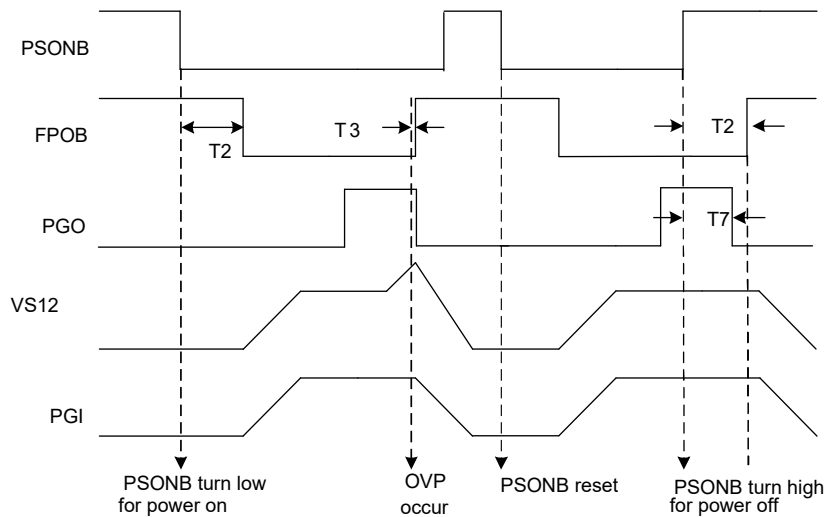 PSONB
FPOB
T2
T 3
T2
PGO
T7
VS12
PGI
PSONB turn low
for power on
OVP
occur
PSONB reset
PSONB turn high
for power off